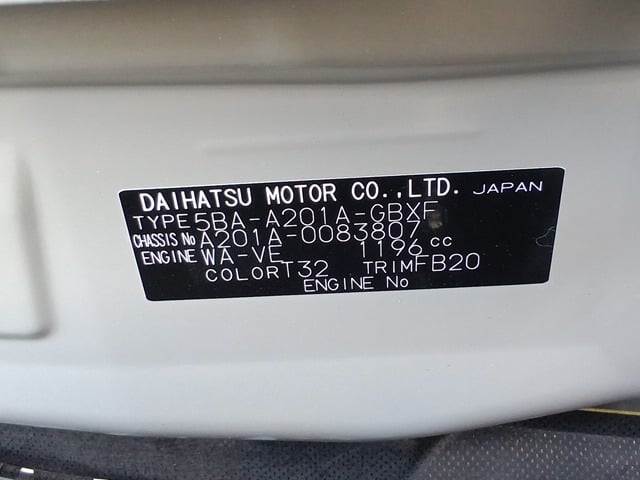 DAIHATSU MOTOR CO.,LTD. JAPAN
TYPE 5BA-A201A-GBXF
CHASSIS No A201A-0083807
ENGINE WA-VE 1196 cc
COLOR T32 TRIM FB20
ENGINE No